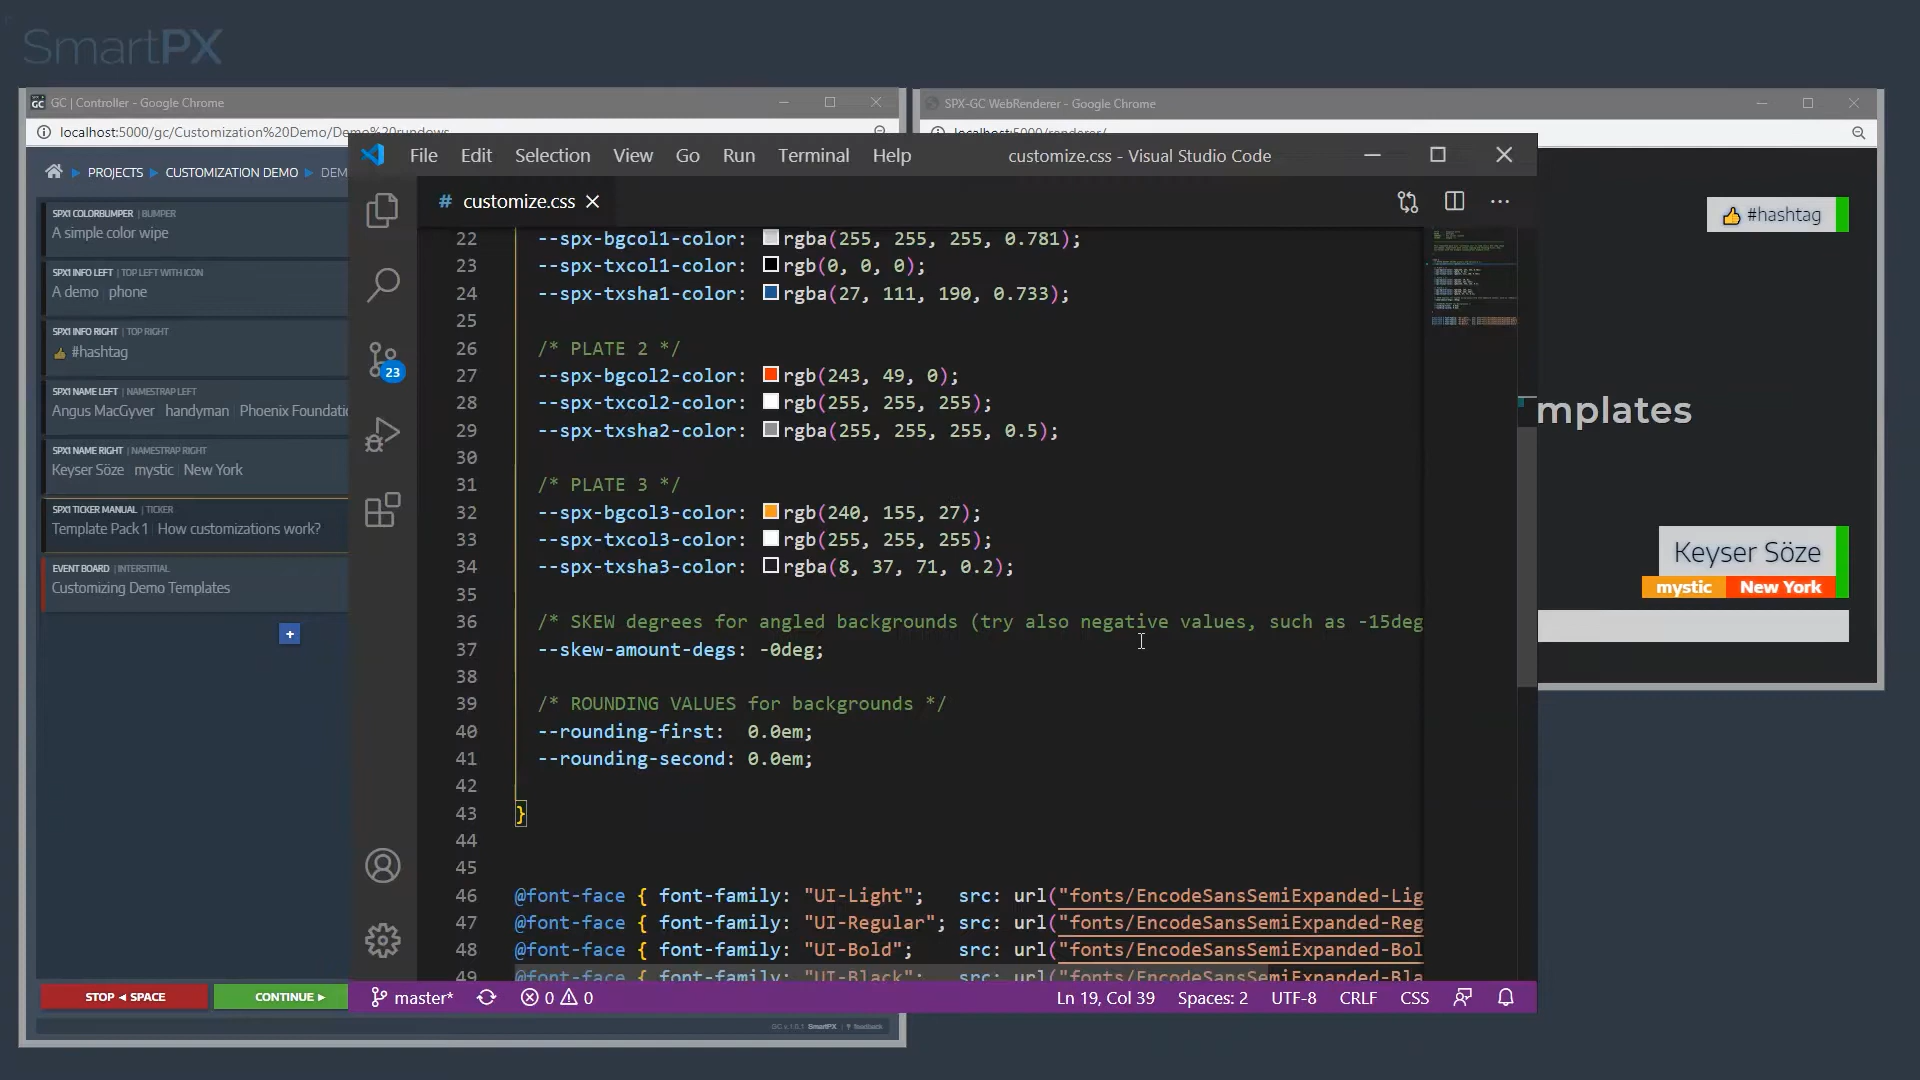 SmartPX
GC | Controller - Google Chrome
localhost:5000/gc/Customization%20Demo/Demo%20rundows
PROJECTS CUSTOMIZATION DEMO DEM
SPX1 COLORBUMPER | BUMPER
A simple color wipe
SPX1 INFO LEFT | TOP LEFT WITH ICON
A demo phone
SPX1 INFO RIGHT | TOP RIGHT
👍 #hashtag
SPX1 NAME LEFT | NAMESTRAP LEFT
Angus MacGyver handyman Phoenix Foundatio
SPX1 NAME RIGHT | NAMESTRAP RIGHT
Keyser Söze mystic New York
SPX1 TICKER MANUAL | TICKER
Template Pack 1 How customizations work?
EVENT BOARD | INTERSTITIAL
Customizing Demo Templates
+
STOP ◂ SPACE CONTINUE ▸
GC v.1.0.1 SmartPX. | feedback
File Edit Selection View Go Run Terminal Help customize.css - Visual Studio Code
# customize.css
23
22 --spx-bgcol1-color: rgba(255, 255, 255, 0.781);
23 --spx-txcol1-color: rgb(0, 0, 0);
24 --spx-txsha1-color: rgba(27, 111, 190, 0.733);
25
26 /* PLATE 2 */
27 --spx-bgcol2-color: rgb(243, 49, 0);
28 --spx-txcol2-color: rgb(255, 255, 255);
29 --spx-txsha2-color: rgba(255, 255, 255, 0.5);
30
31 /* PLATE 3 */
32 --spx-bgcol3-color: rgb(240, 155, 27);
33 --spx-txcol3-color: rgb(255, 255, 255);
34 --spx-txsha3-color: rgba(8, 37, 71, 0.2);
35
36 /* SKEW degrees for angled backgrounds (try also negative values, such as -15deg
37 --skew-amount-degs: -0deg;
38
39 /* ROUNDING VALUES for backgrounds */
40 --rounding-first: 0.0em;
41 --rounding-second: 0.0em;
42
43 }
44
45
46 @font-face { font-family: "UI-Light"; src: url("fonts/EncodeSansSemiExpanded-Lig
47 @font-face { font-family: "UI-Regular"; src: url("fonts/EncodeSansSemiExpanded-Reg
48 @font-face { font-family: "UI-Bold"; src: url("fonts/EncodeSansSemiExpanded-Bol
49 @font-face { font-family: "UI-Black"; src: url("fonts/EncodeSansSemiExpanded-Bla
master* 0 0 Ln 19, Col 39 Spaces: 2 UTF-8 CRLF CSS
SPX-GC WebRenderer - Google Chrome
localhost:5000/renderer/
👍 #hashtag
mplates
Keyser Söze
mystic New York